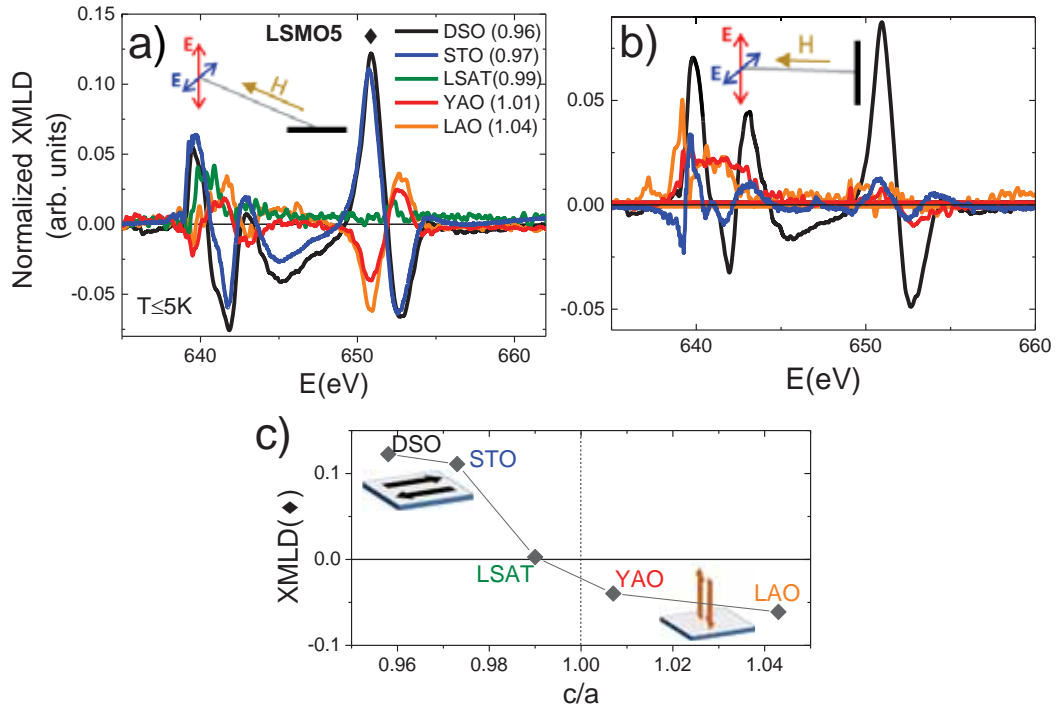 a)
LSMO5 ♦
E
E
H
DSO (0.96)
STO (0.97)
LSAT(0.99)
YAO (1.01)
LAO (1.04)
T≤5K
0.15
0.10
0.05
0.00
-0.05
Normalized XMLD
(arb. units)
640
650
660
E(eV)
b)
E
E
H
0.05
0.00
-0.05
640
650
660
E(eV)
c)
DSO
STO
LSAT
YAO
LAO
0.1
0.0
-0.1
XMLD(♦)
0.96
0.98
1.00
1.02
1.04
c/a